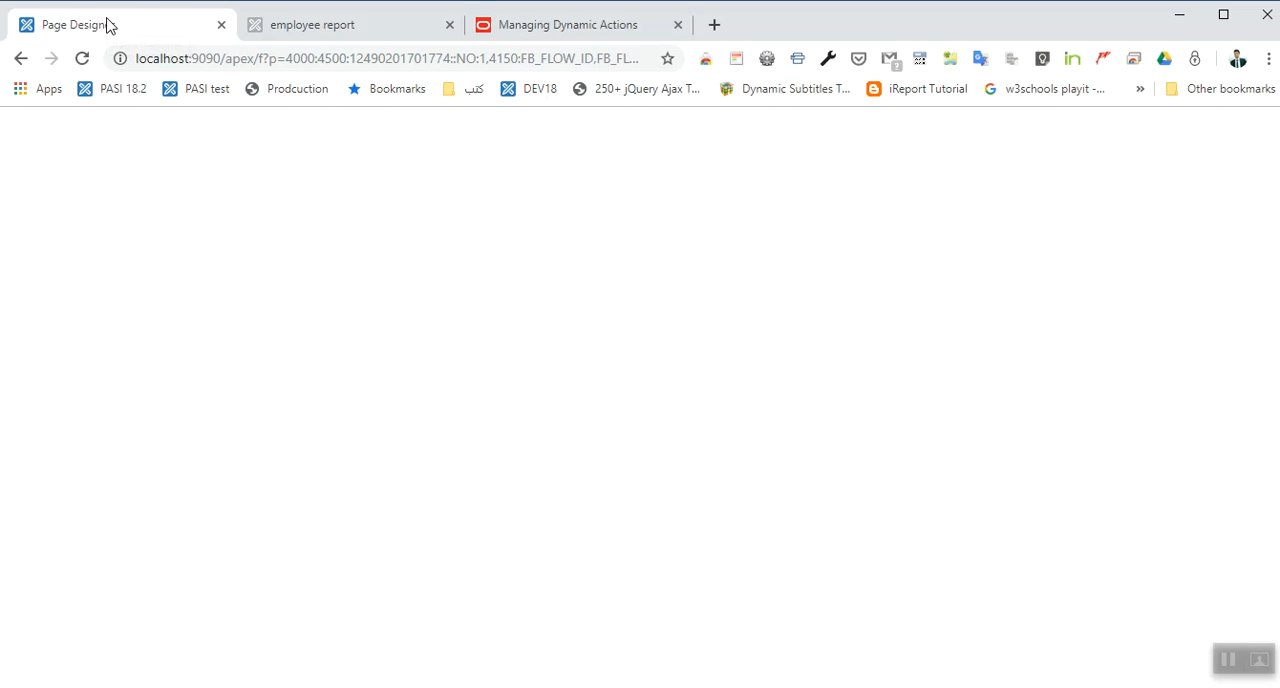 Page Designer employee report Managing Dynamic Actions
localhost:9090/apex/f?p=4000:4500:12490201701774::NO:1,4150:FB_FLOW_ID,FB_FL...
Apps PASI 18.2 PASI test Prodcuction Bookmarks كتب DEV18 250+ jQuery Ajax T... Dynamic Subtitles T... iReport Tutorial w3schools playit -... » Other bookmarks